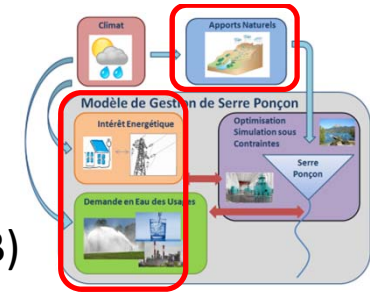 Climat
Apports Naturels
Modèle de Gestion de Serre Ponçon
Intérêt Energétique
Optimisation
Simulation sous
Contraintes
Serre
Ponçon
Demande en Eau des Usages
3)